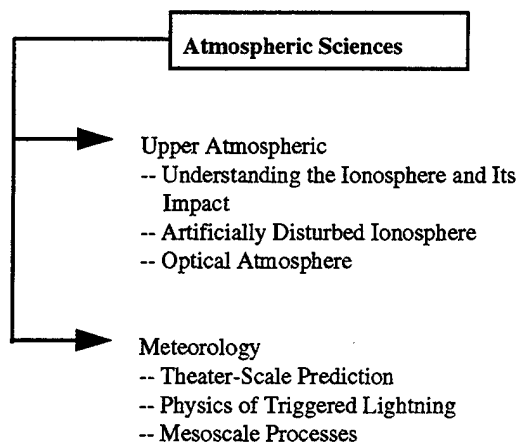 Atmospheric Sciences
Upper Atmospheric
-- Understanding the Ionosphere and Its
Impact
-- Artificially Disturbed Ionosphere
-- Optical Atmosphere
Meteorology
-- Theater-Scale Prediction
-- Physics of Triggered Lightning
-- Mesoscale Processes